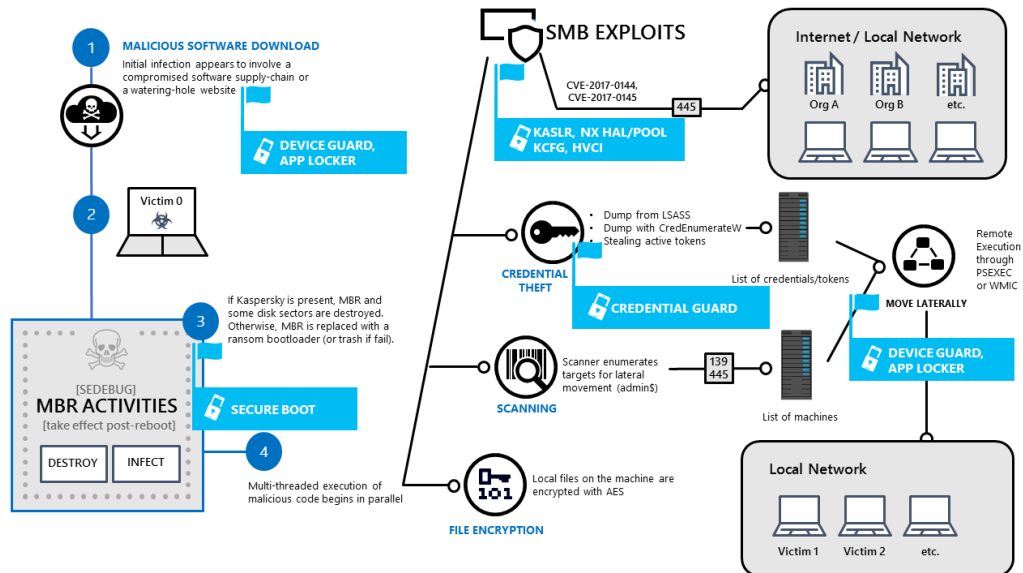 1
MALICIOUS SOFTWARE DOWNLOAD
Initial infection appears to involve a
compromised software supply-chain or
a watering-hole website
DEVICE GUARD,
APP LOCKER
2
Victim 0
3
If Kaspersky is present, MBR and
some disk sectors are destroyed.
Otherwise, MBR is replaced with a
ransom bootloader (or trash if fail).
[SEDEBUG]
MBR ACTIVITIES
[take effect post-reboot]
DESTROY
INFECT
SECURE BOOT
4
Multi-threaded execution of
malicious code begins in parallel
SMB EXPLOITS
CVE-2017-0144,
CVE-2017-0145
445
KASLR, NX HAL/POOL
KCFG, HVCI
Internet / Local Network
Org A
Org B
etc.
CREDENTIAL
THEFT
• Dump from LSASS
• Dump with CredEnumerateW
• Stealing active tokens
CREDENTIAL GUARD
List of credentials/tokens
Remote
Execution
through
PSEXEC
or WMIC
MOVE LATERALLY
DEVICE GUARD,
APP LOCKER
SCANNING
Scanner enumerates
targets for lateral
movement (admin$)
139
445
List of machines
101
FILE ENCRYPTION
Local files on the machine are
encrypted with AES
Local Network
Victim 1
Victim 2
etc.